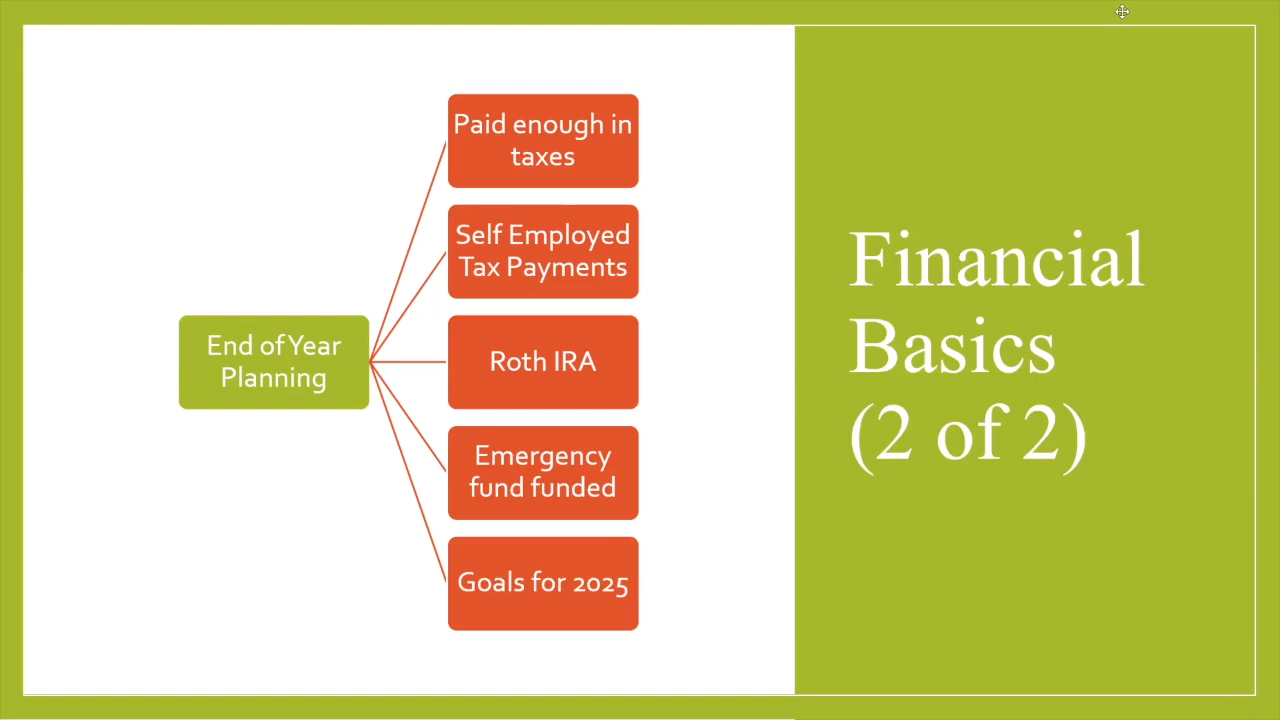 Paid enough in
taxes
Self Employed
Tax Payments
End of Year
Planning
Roth IRA
Emergency
fund funded
Goals for 2025
Financial
Basics
(2 of 2)